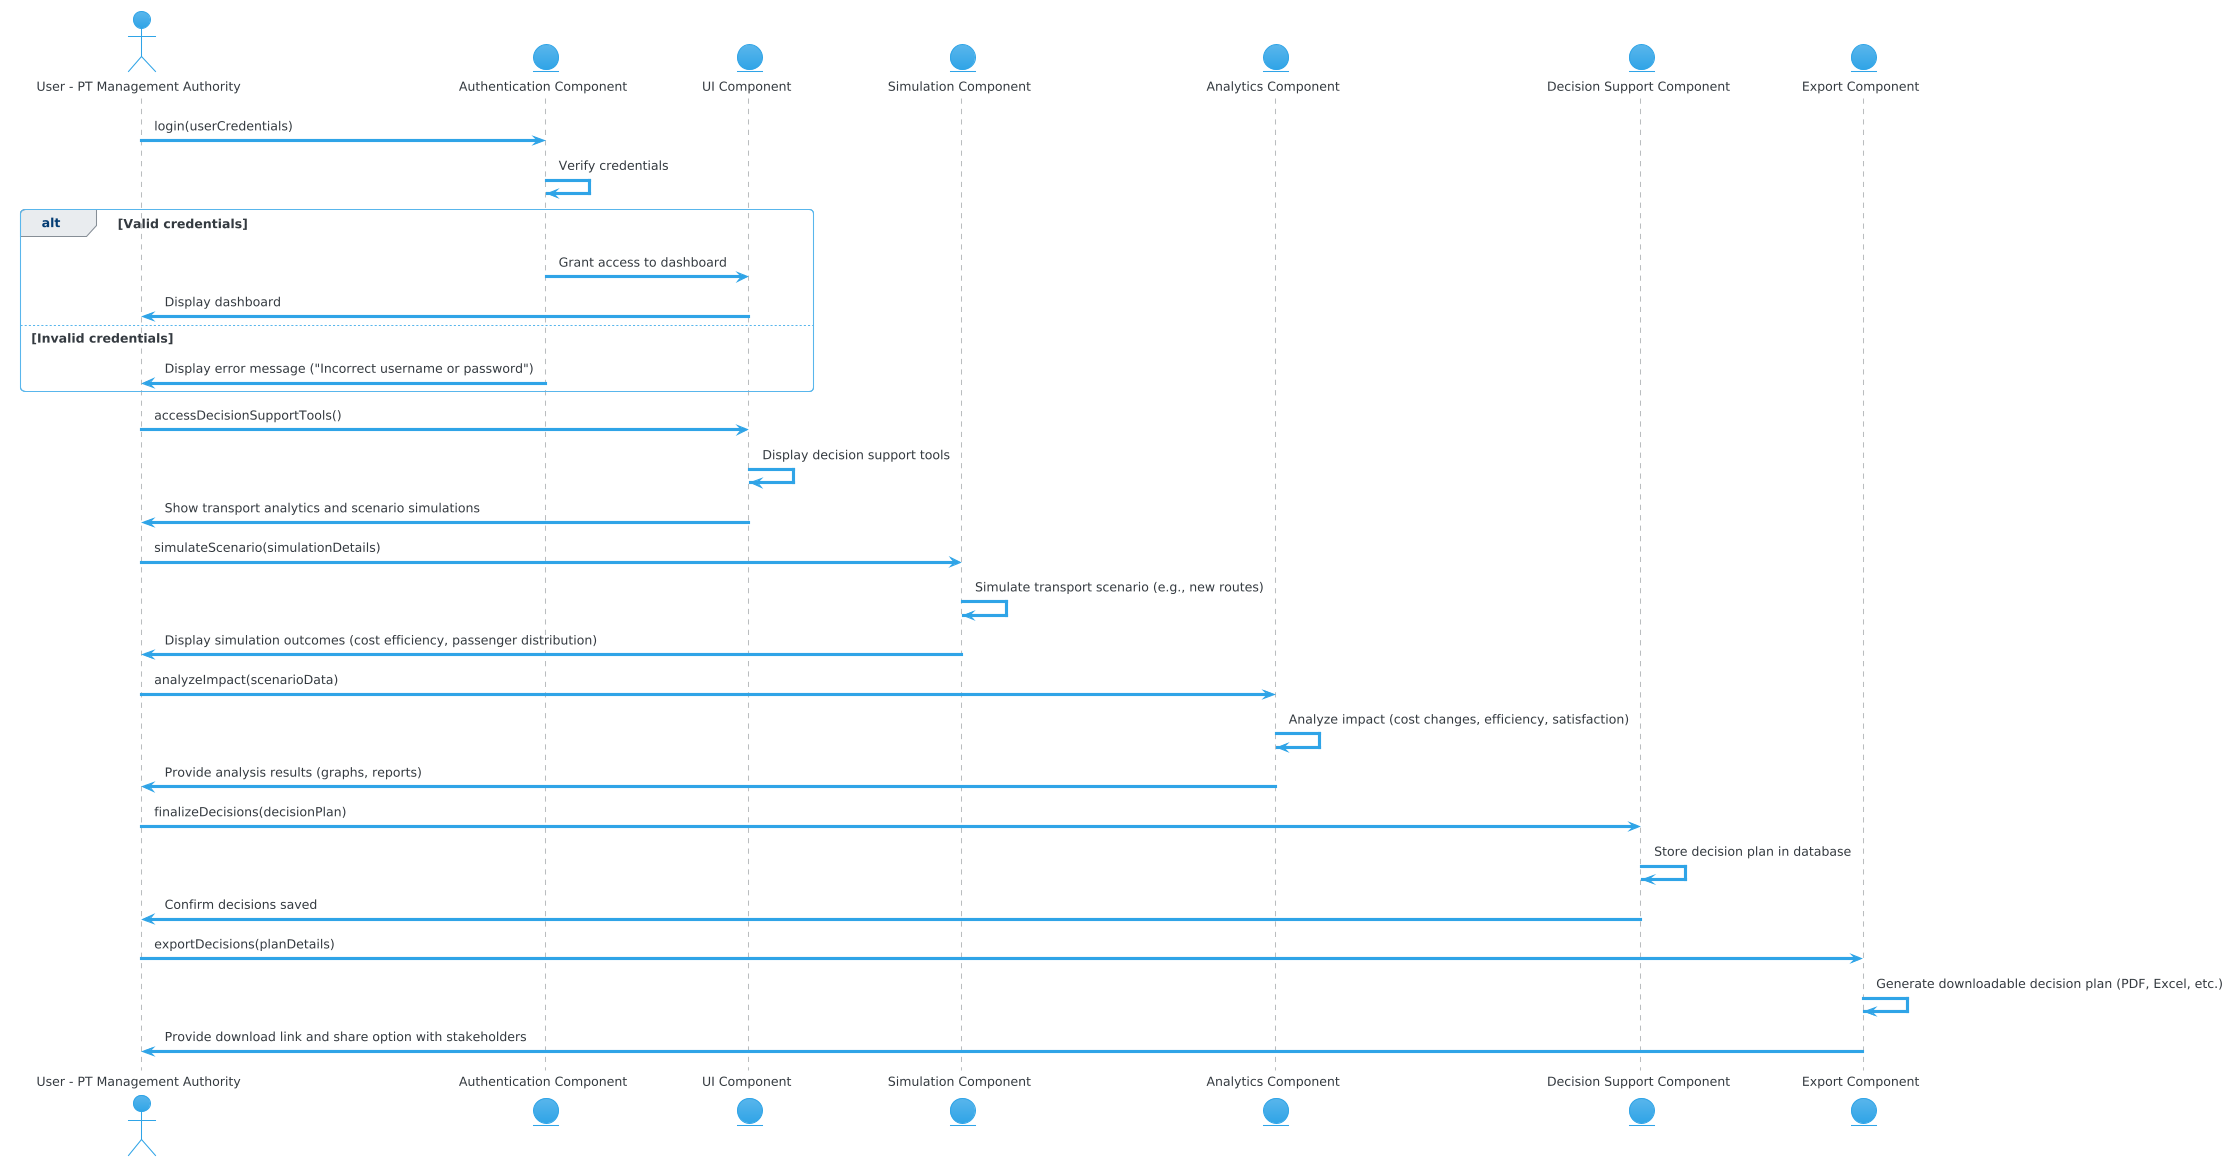 User - PT Management Authority
Authentication Component
UI Component
Simulation Component
Analytics Component
Decision Support Component
Export Component
login(userCredentials)
Verify credentials
alt
[Valid credentials]
Grant access to dashboard
Display dashboard
[Invalid credentials]
Display error message ("Incorrect username or password")
accessDecisionSupportTools()
Display decision support tools
Show transport analytics and scenario simulations
simulateScenario(simulationDetails)
Simulate transport scenario (e.g., new routes)
Display simulation outcomes (cost efficiency, passenger distribution)
analyzeImpact(scenarioData)
Analyze impact (cost changes, efficiency, satisfaction)
Provide analysis results (graphs, reports)
finalizeDecisions(decisionPlan)
Store decision plan in database
Confirm decisions saved
exportDecisions(planDetails)
Generate downloadable decision plan (PDF, Excel, etc.)
Provide download link and share option with stakeholders
User - PT Management Authority
Authentication Component
UI Component
Simulation Component
Analytics Component
Decision Support Component
Export Component